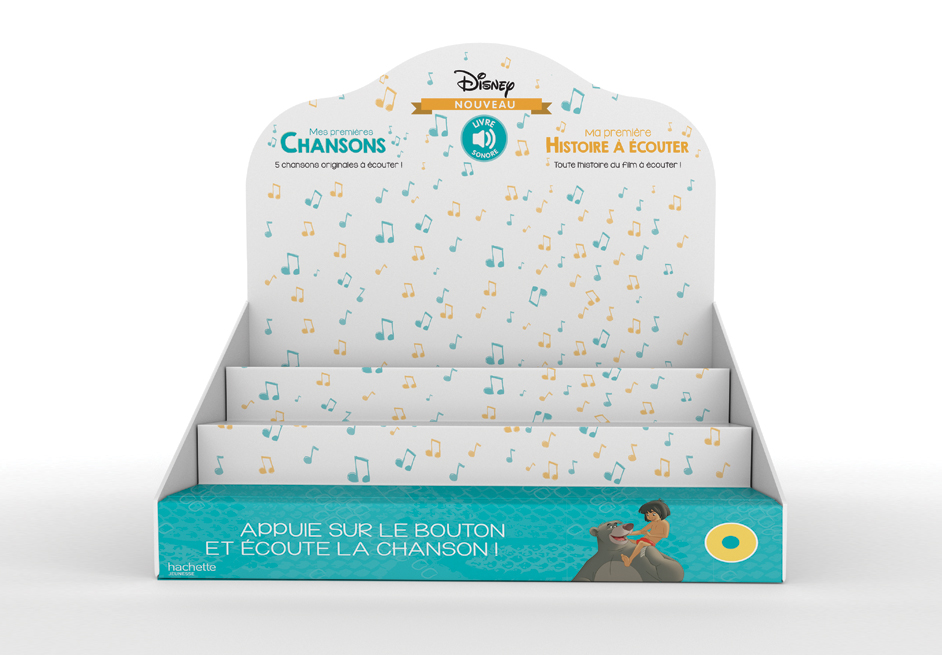 Disney
NOUVEAU
LIVRE
SONORE
Mes premières
CHANSONS
5 chansons originales à écouter !
Ma première
HISTOIRE À ÉCOUTER
Toute l'histoire du film à écouter !
APPUIE SUR LE BOUTON
ET ÉCOUTE LA CHANSON !
hachette
JEUNESSE